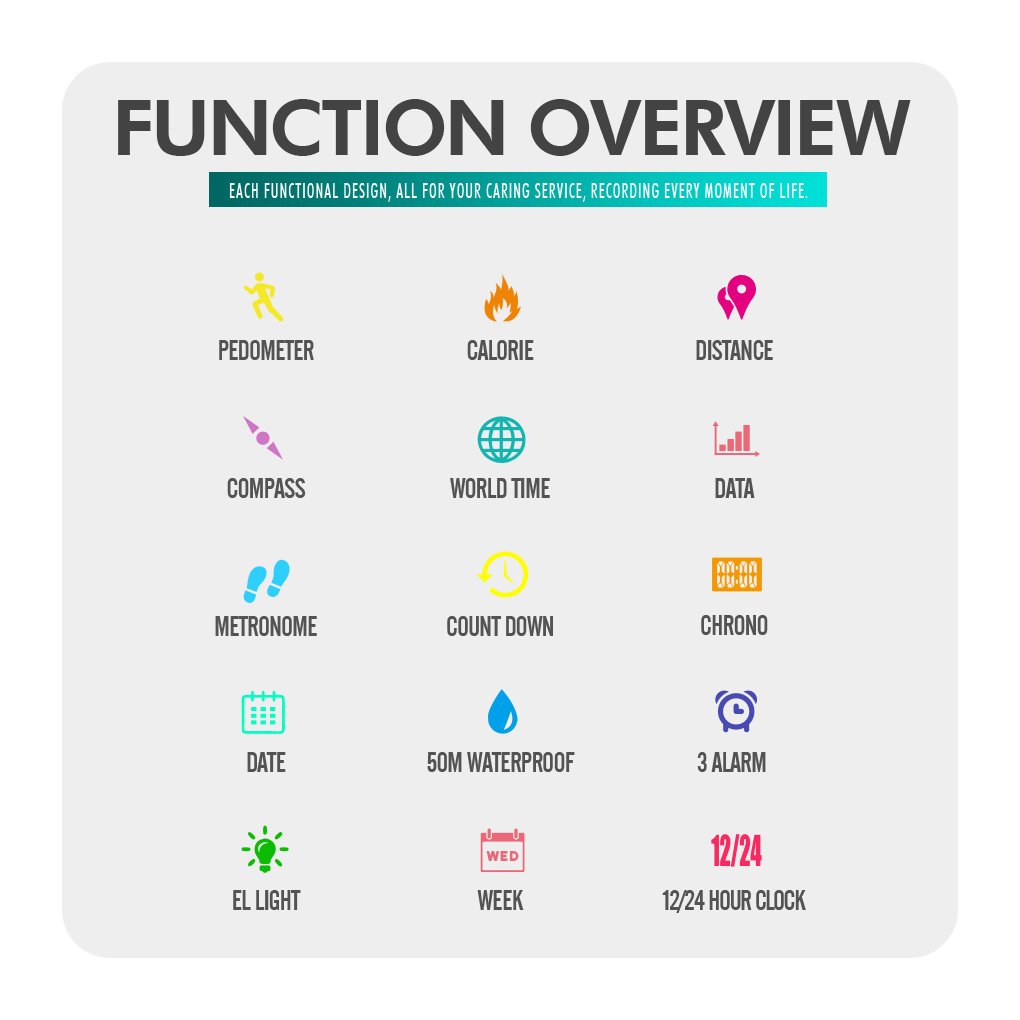 FUNCTION OVERVIEW
EACH FUNCTIONAL DESIGN, ALL FOR YOUR CARING SERVICE, RECORDING EVERY MOMENT OF LIFE.
PEDOMETER
CALORIE
DISTANCE
COMPASS
WORLD TIME
DATA
00:00
METRONOME
COUNT DOWN
CHRONO
DATE
50M WATERPROOF
3 ALARM
WED
12/24
EL LIGHT
WEEK
12/24 HOUR CLOCK